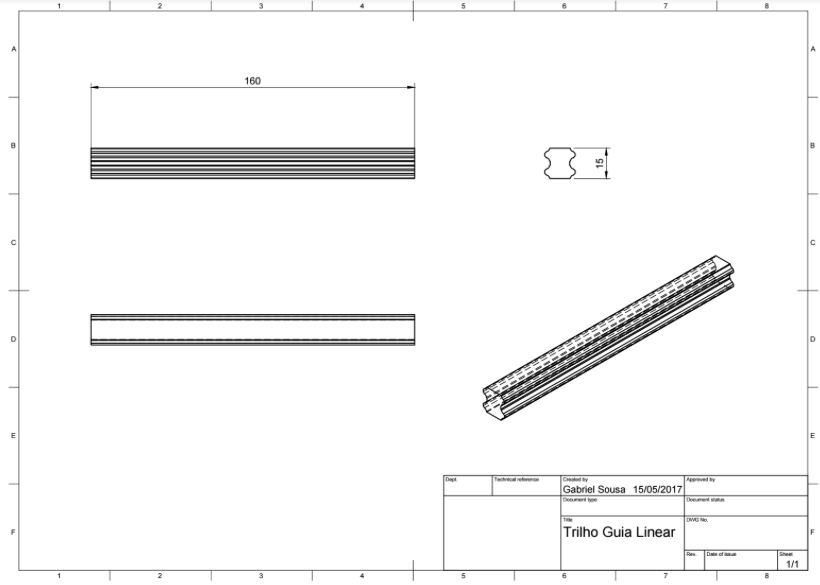 1 2 3 4 5 6 7 8
A A
160
B B
15
C C
D D
E E
Dept. Technical reference Created by Approved by
Gabriel Sousa 15/05/2017
Document type Document status
Title DWG No.
F F
Trilho Guia Linear
Rev. Date of issue Sheet
1/1
1 2 3 4 5 6 7 8